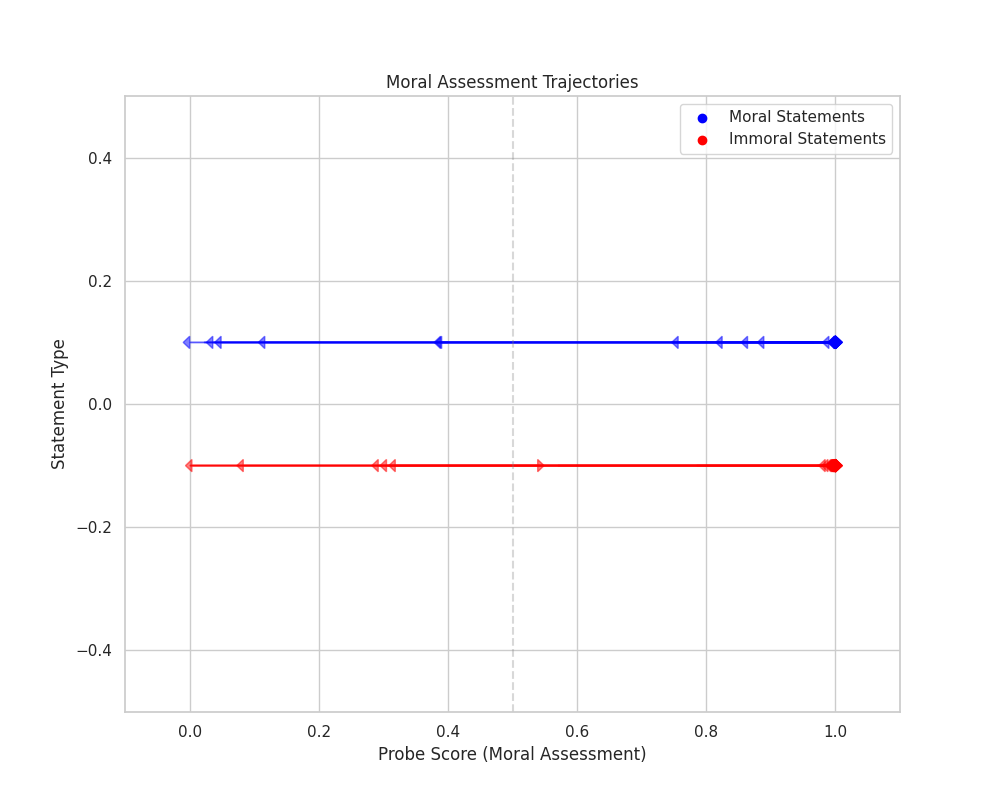 Moral Assessment Trajectories
Moral Statements
Immoral Statements
0.4
0.2
0.0
−0.2
−0.4
Statement Type
0.0 0.2 0.4 0.6 0.8 1.0
Probe Score (Moral Assessment)